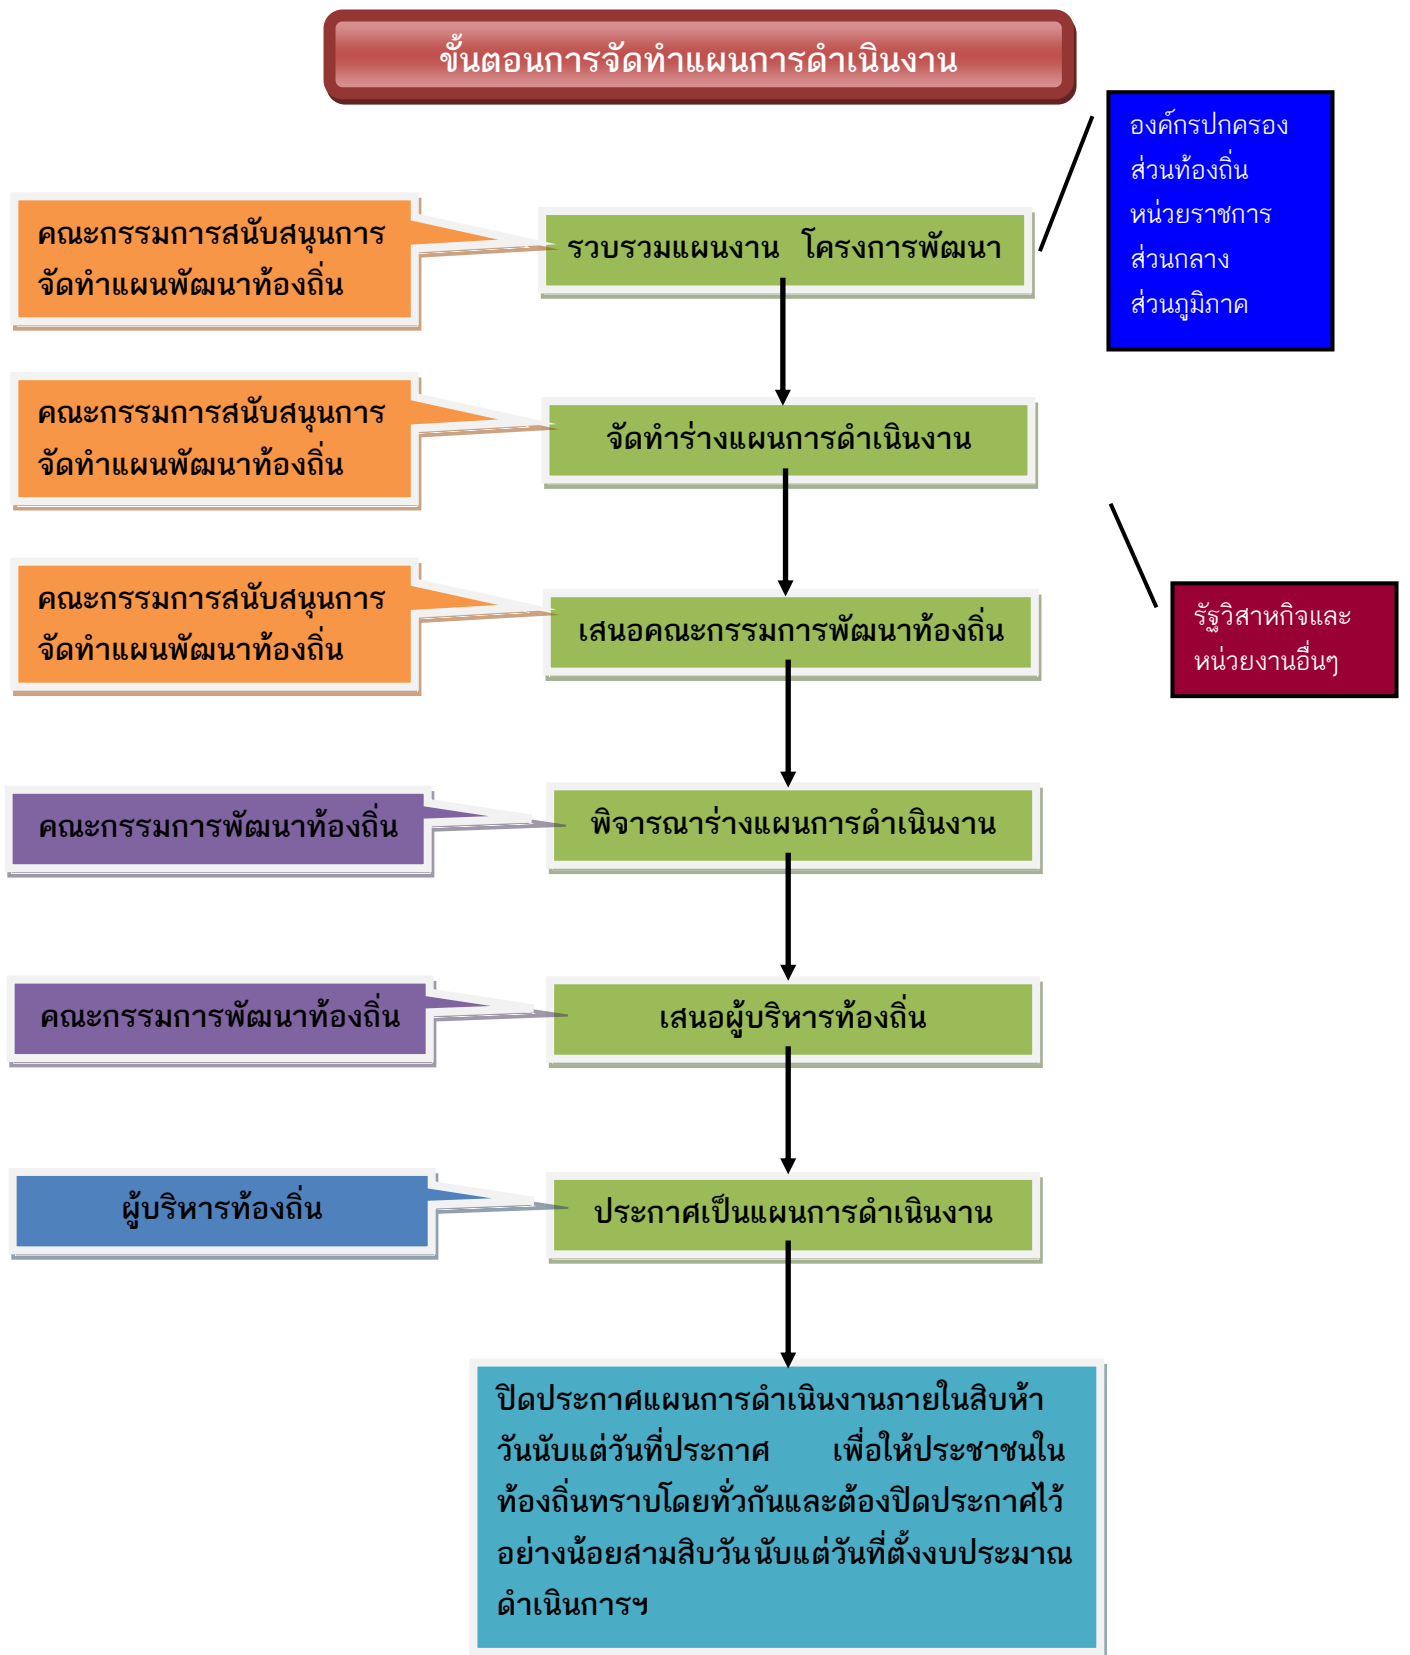 ขั้นตอนการจัดทำแผนการดำเนินงาน
องค์กรปกครอง
ส่วนท้องถิ่น
หน่วยราชการ
ส่วนกลาง
ส่วนภูมิภาค
คณะกรรมการสนับสนุนการ
จัดทำแผนพัฒนาท้องถิ่น
รวบรวมแผนงาน โครงการพัฒนา
คณะกรรมการสนับสนุนการ
จัดทำแผนพัฒนาท้องถิ่น
จัดทำร่างแผนการดำเนินงาน
คณะกรรมการสนับสนุนการ
จัดทำแผนพัฒนาท้องถิ่น
เสนอคณะกรรมการพัฒนาท้องถิ่น
รัฐวิสาหกิจและ
หน่วยงานอื่นๆ
คณะกรรมการพัฒนาท้องถิ่น
พิจารณาร่างแผนการดำเนินงาน
คณะกรรมการพัฒนาท้องถิ่น
เสนอผู้บริหารท้องถิ่น
ผู้บริหารท้องถิ่น
ประกาศเป็นแผนการดำเนินงาน
ปิดประกาศแผนการดำเนินงานภายในสิบห้า
วันนับแต่วันที่ประกาศ เพื่อให้ประชาชนใน
ท้องถิ่นทราบโดยทั่วกันและต้องปิดประกาศไว้
อย่างน้อยสามสิบวันนับแต่วันที่ตั้งงบประมาณ
ดำเนินการฯ